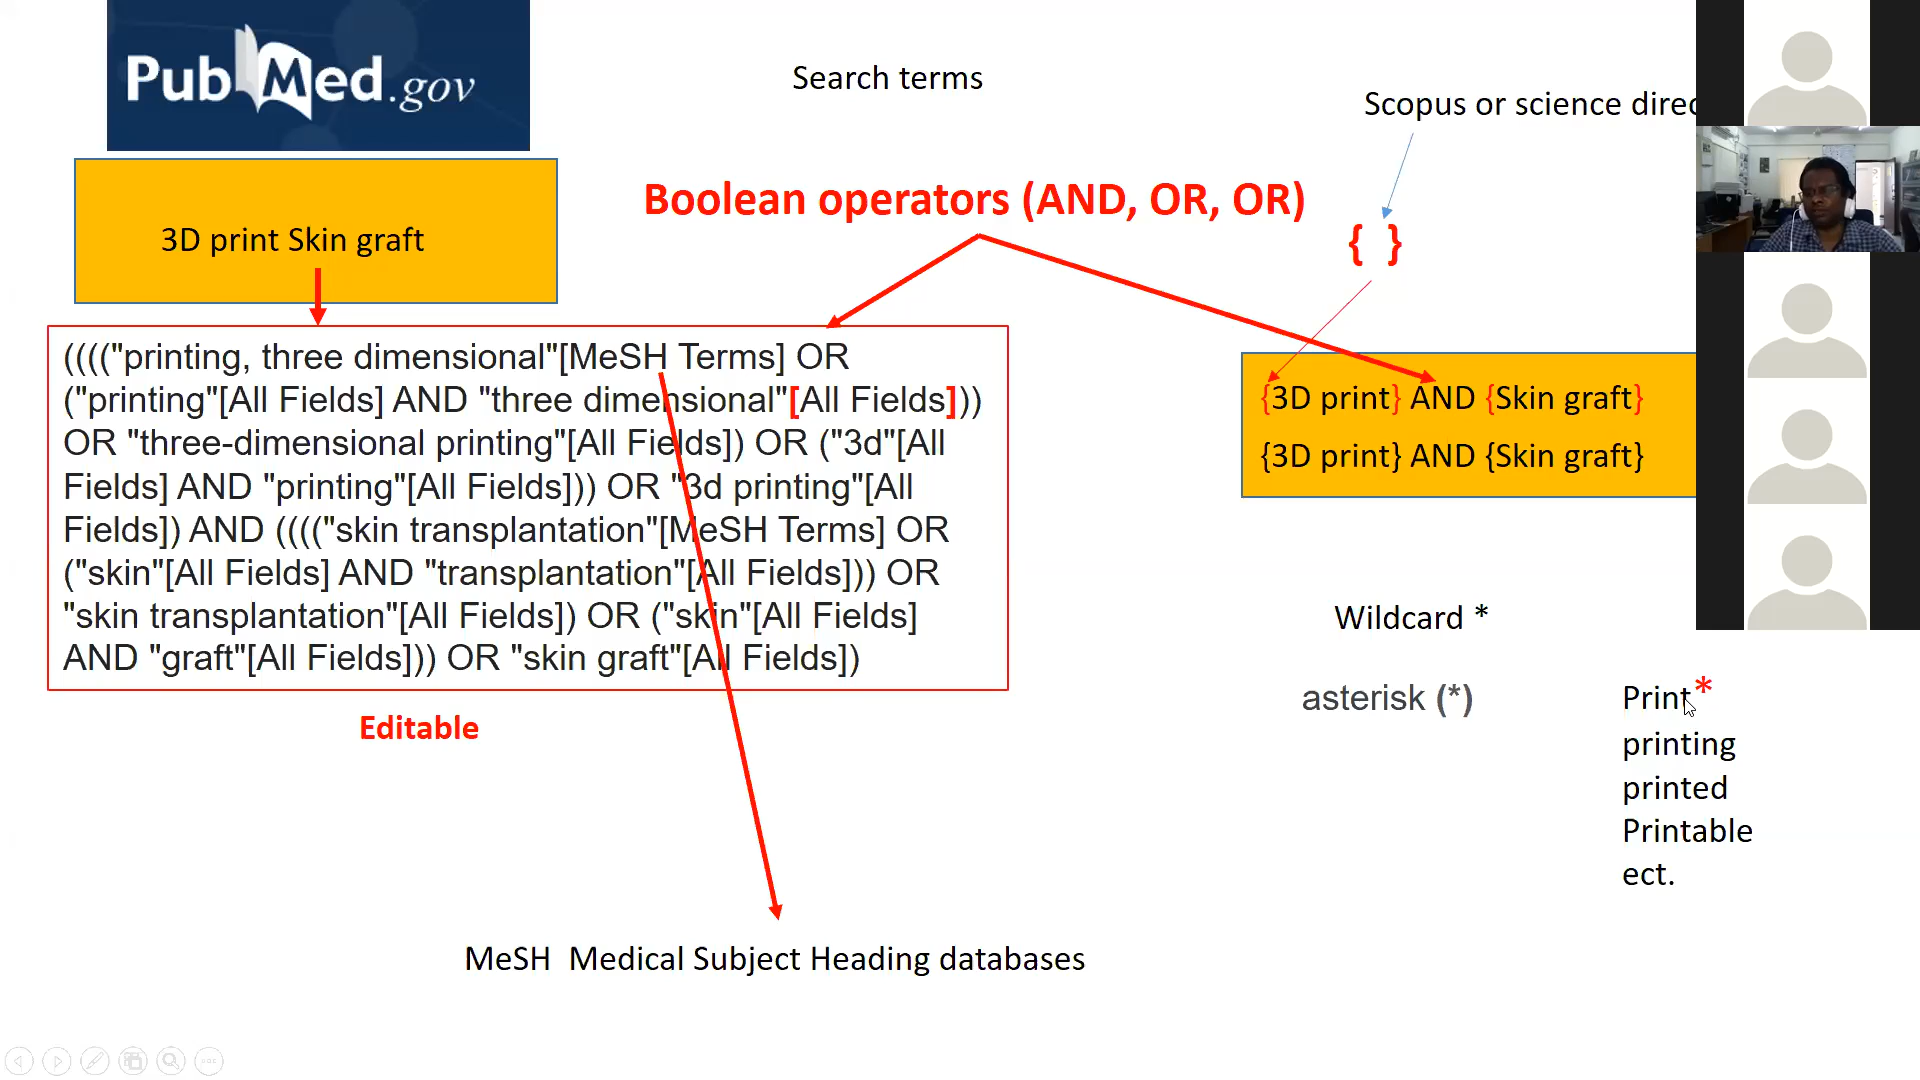 PubMed.gov
Search terms
Scopus or science direc
Boolean operators (AND, OR, OR)
{ }
3D print Skin graft
(((("printing, three dimensional"[MeSH Terms] OR
("printing"[All Fields] AND "three dimensional"[All Fields]))
OR "three-dimensional printing"[All Fields]) OR ("3d"[All
Fields] AND "printing"[All Fields])) OR "3d printing"[All
Fields]) AND (((("skin transplantation"[MeSH Terms] OR
("skin"[All Fields] AND "transplantation"[All Fields])) OR
"skin transplantation"[All Fields]) OR ("skin"[All Fields]
AND "graft"[All Fields])) OR "skin graft"[All Fields])
Editable
{3D print} AND {Skin graft}
{3D print} AND {Skin graft}
Wildcard *
asterisk (*)
Print*
printing
printed
Printable
ect.
MeSH Medical Subject Heading databases